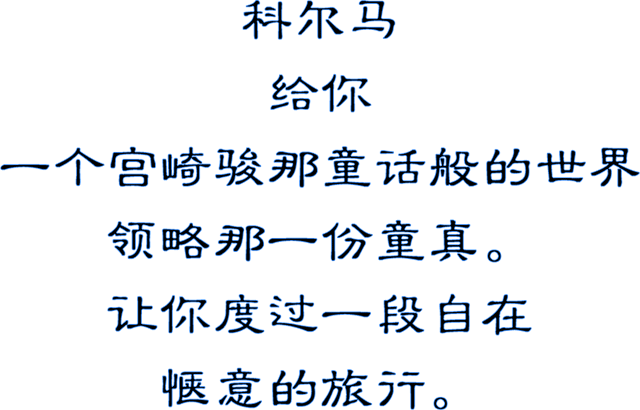 科尔马
给你
一个宫崎骏那童话般的世界
领略那一份童真。
让你度过一段自在
惬意的旅行。